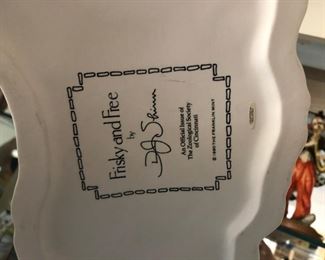 Frisky and Free
by
An Official Issue of
The Zoological Society
of Cincinnati
© 1980 THE FRANKLIN MINT